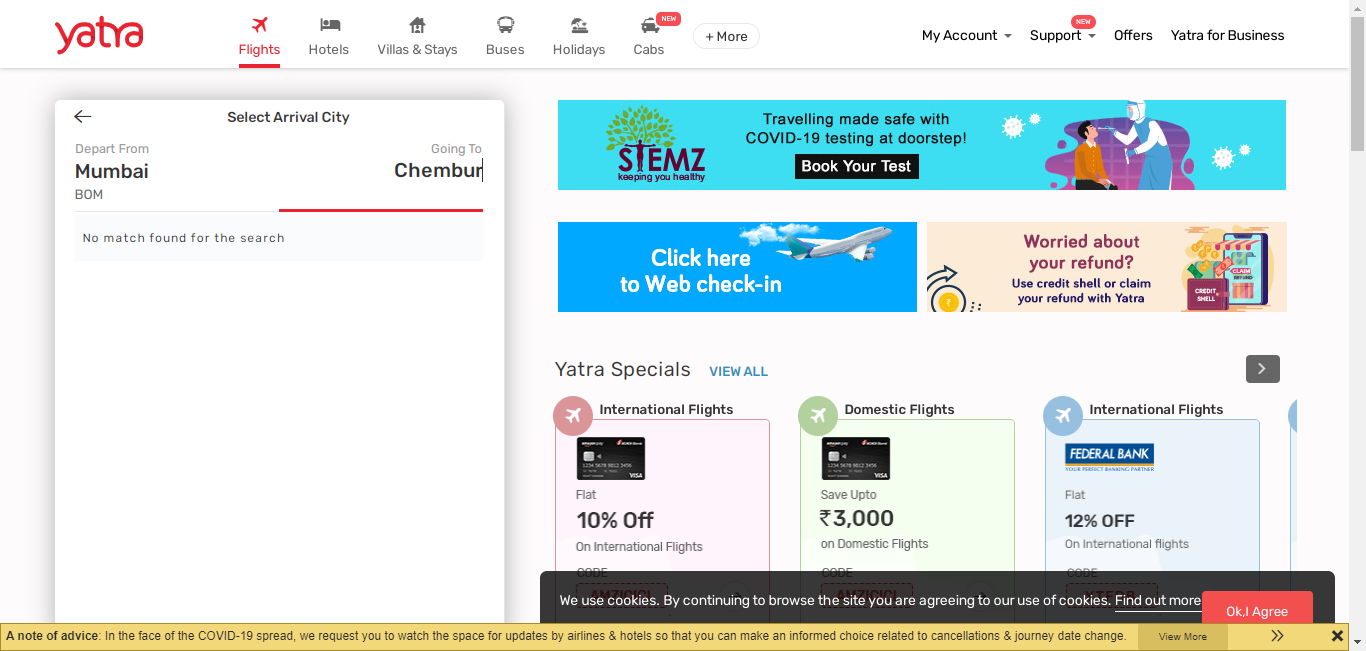 yatra
Flights
Hotels
Villas & Stays
Buses
Holidays
NEW
Cabs
+ More
My Account
NEW
Support
Offers
Yatra for Business
Select Arrival City
Depart From
Going To
Mumbai
Chembur
BOM
No match found for the search
STEMZ
keeping you healthy
Travelling made safe with
COVID-19 testing at doorstep!
Book Your Test
Click here
to Web check-in
Worried about
your refund?
Use credit shell or claim
your refund with Yatra
CLAIM
REFUND
CREDIT
SHELL
Yatra Specials
VIEW ALL
International Flights
Flat
10% Off
On International Flights
CODE
Domestic Flights
Save Upto
₹3,000
on Domestic Flights
CODE
International Flights
FEDERAL BANK
YOUR PERFECT BANKING PARTNER
Flat
12% OFF
On International flights
CODE
We use cookies. By continuing to browse the site you are agreeing to our use of cookies. Find out more
Ok,I Agree
A note of advice: In the face of the COVID-19 spread, we request you to watch the space for updates by airlines & hotels so that you can make an informed choice related to cancellations & journey date change.
View More